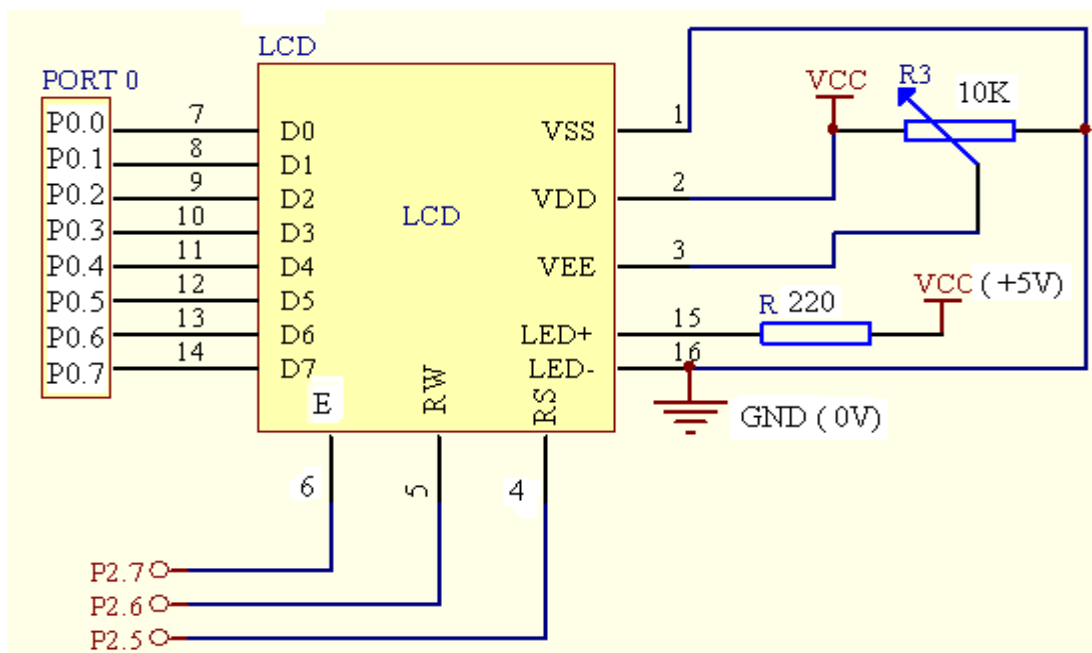 LCD
PORT 0
P0.0 7 D0
P0.1 8 D1
P0.2 9 D2
P0.3 10 D3
P0.4 11 D4
P0.5 12 D5
P0.6 13 D6
P0.7 14 D7
LCD
VSS 1
VDD 2
VEE 3
LED+ 15
LED- 16
VCC
R3
10K
R 220
VCC (+5V)
GND ( 0V)
E
RW
RS
6
5
4
P2.7
P2.6
P2.5